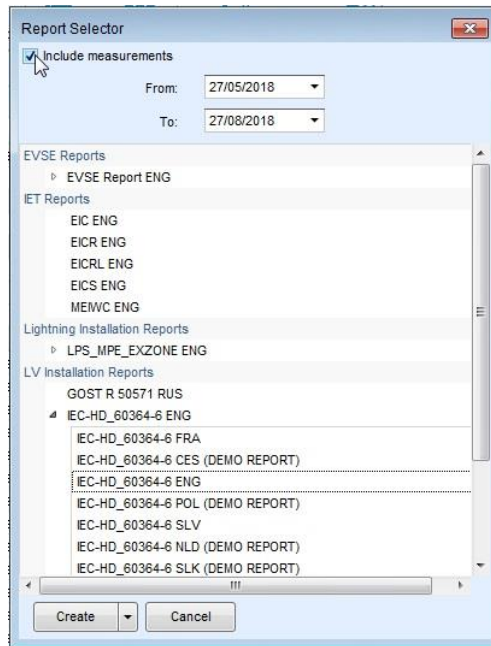 Report Selector
Include measurements
From: 27/05/2018
To: 27/08/2018
EVSE Reports
EVSE Report ENG
IET Reports
EIC ENG
EICR ENG
EICRL ENG
EICS ENG
MEIWC ENG
Lightning Installation Reports
LPS_MPE_EXZONE ENG
LV Installation Reports
GOST R 50571 RUS
IEC-HD_60364-6 ENG
IEC-HD_60364-6 FRA
IEC-HD_60364-6 CES (DEMO REPORT)
IEC-HD_60364-6 ENG
IEC-HD_60364-6 POL (DEMO REPORT)
IEC-HD_60364-6 SLV
IEC-HD_60364-6 NLD (DEMO REPORT)
IEC-HD_60364-6 SLK (DEMO REPORT)
Create Cancel